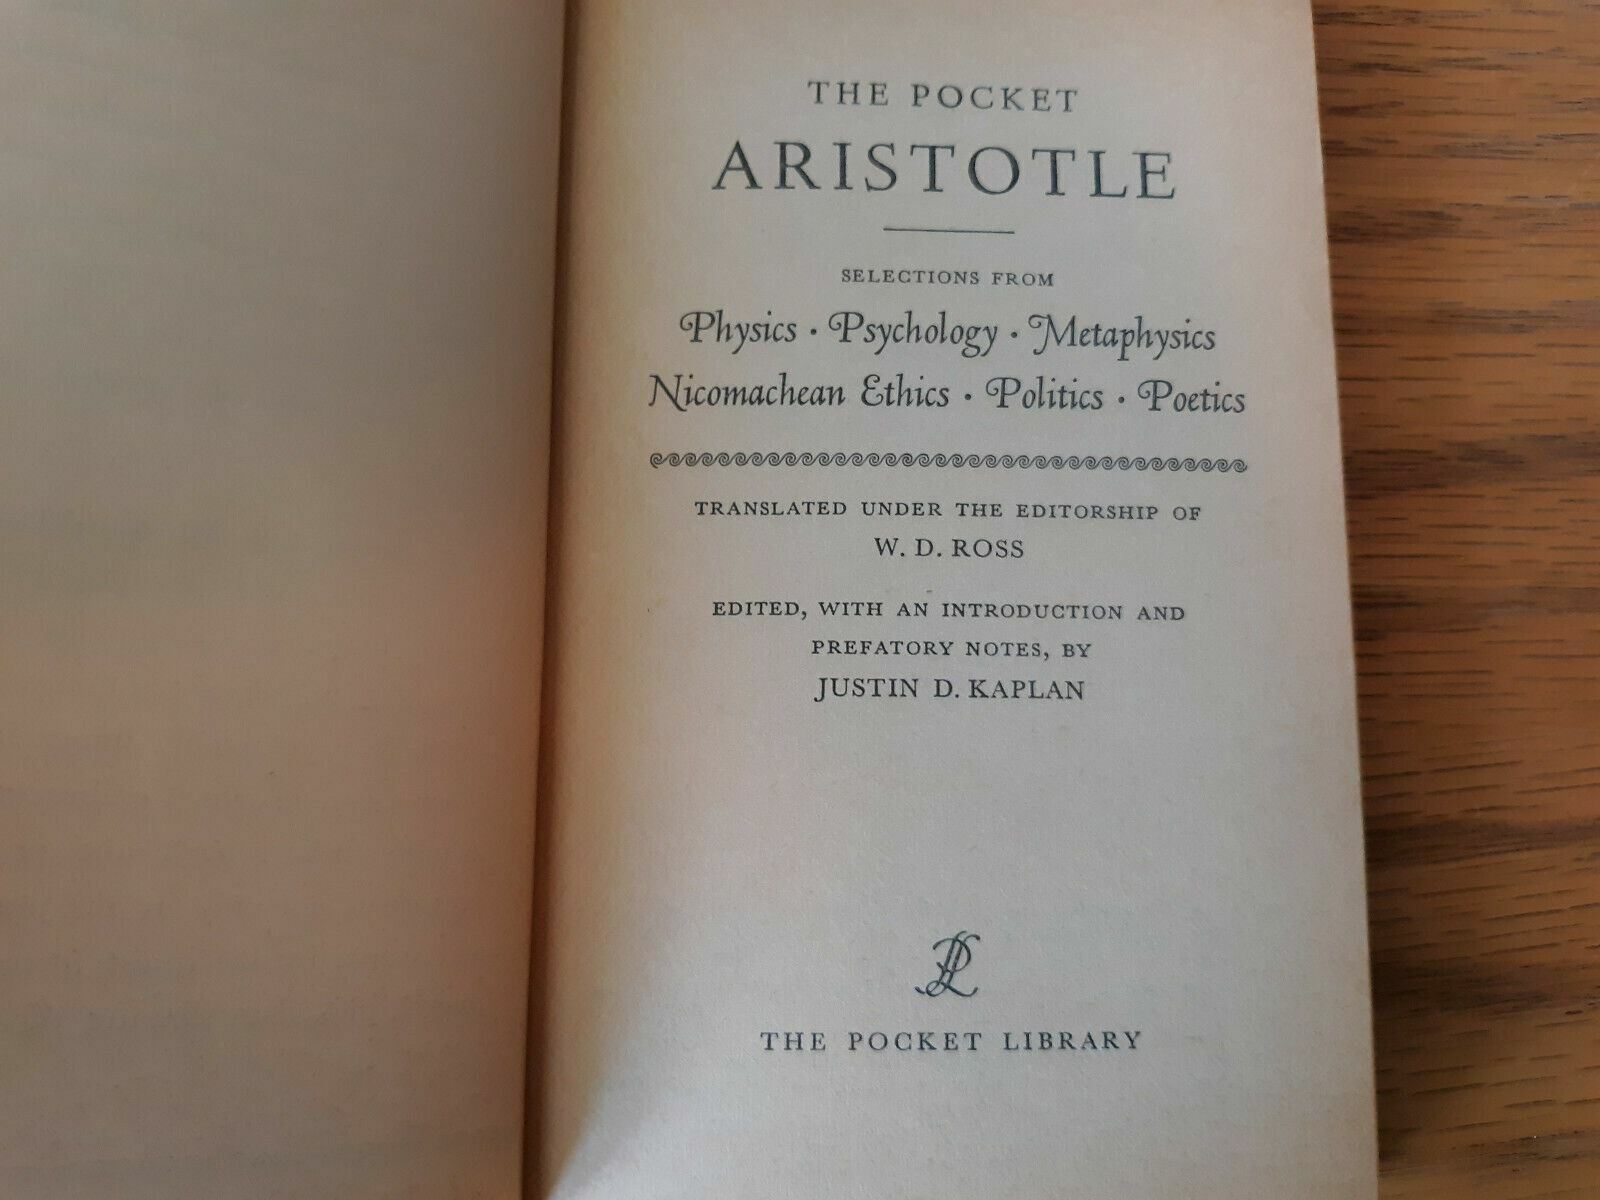 THE POCKET
ARISTOTLE
SELECTIONS FROM
Physics · Psychology · Metaphysics
Nicomachean Ethics · Politics · Poetics
TRANSLATED UNDER THE EDITORSHIP OF
W. D. ROSS
EDITED, WITH AN INTRODUCTION AND
PREFATORY NOTES, BY
JUSTIN D. KAPLAN
PL
THE POCKET LIBRARY